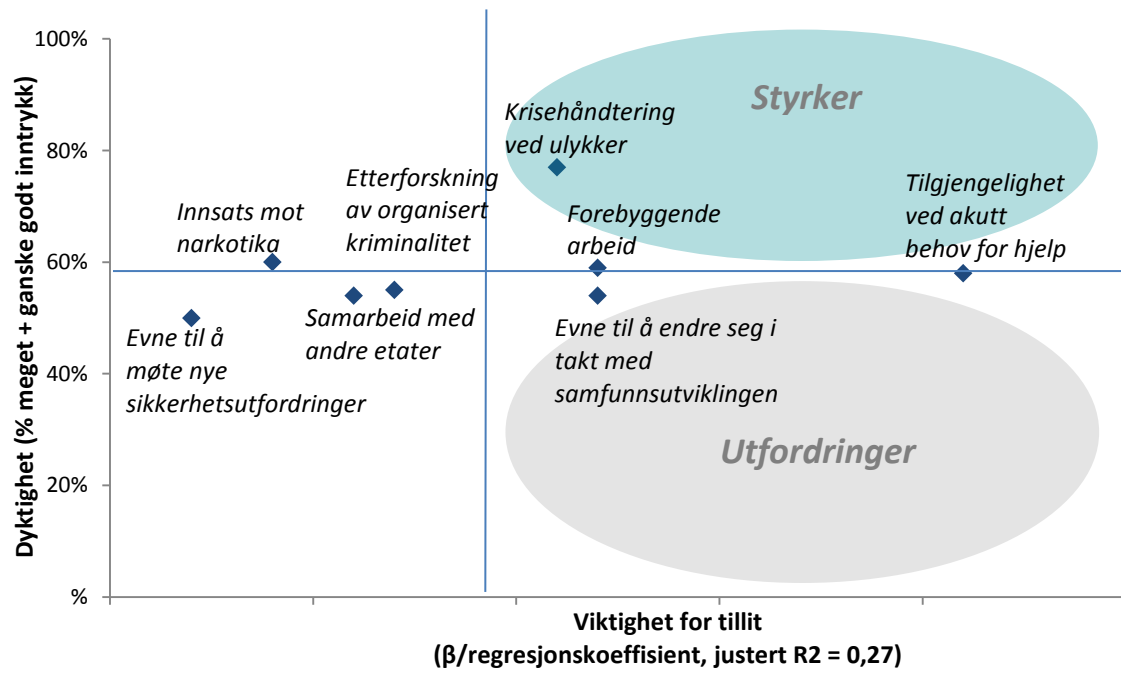 Dyktighet (% meget + ganske godt inntrykk)
100%
80%
60%
40%
20%
%
Styrker
Krisehåndtering
ved ulykker
Etterforskning
av organisert
kriminalitet
Tilgjengelighet
ved akutt
behov for hjelp
Innsats mot
narkotika
Forebyggende
arbeid
Samarbeid med
andre etater
Evne til å
møte nye
sikkerhetsutfordringer
Evne til å endre seg i
takt med
samfunnsutviklingen
Utfordringer
Viktighet for tillit
(β/regresjonskoeffisient, justert R2 = 0,27)